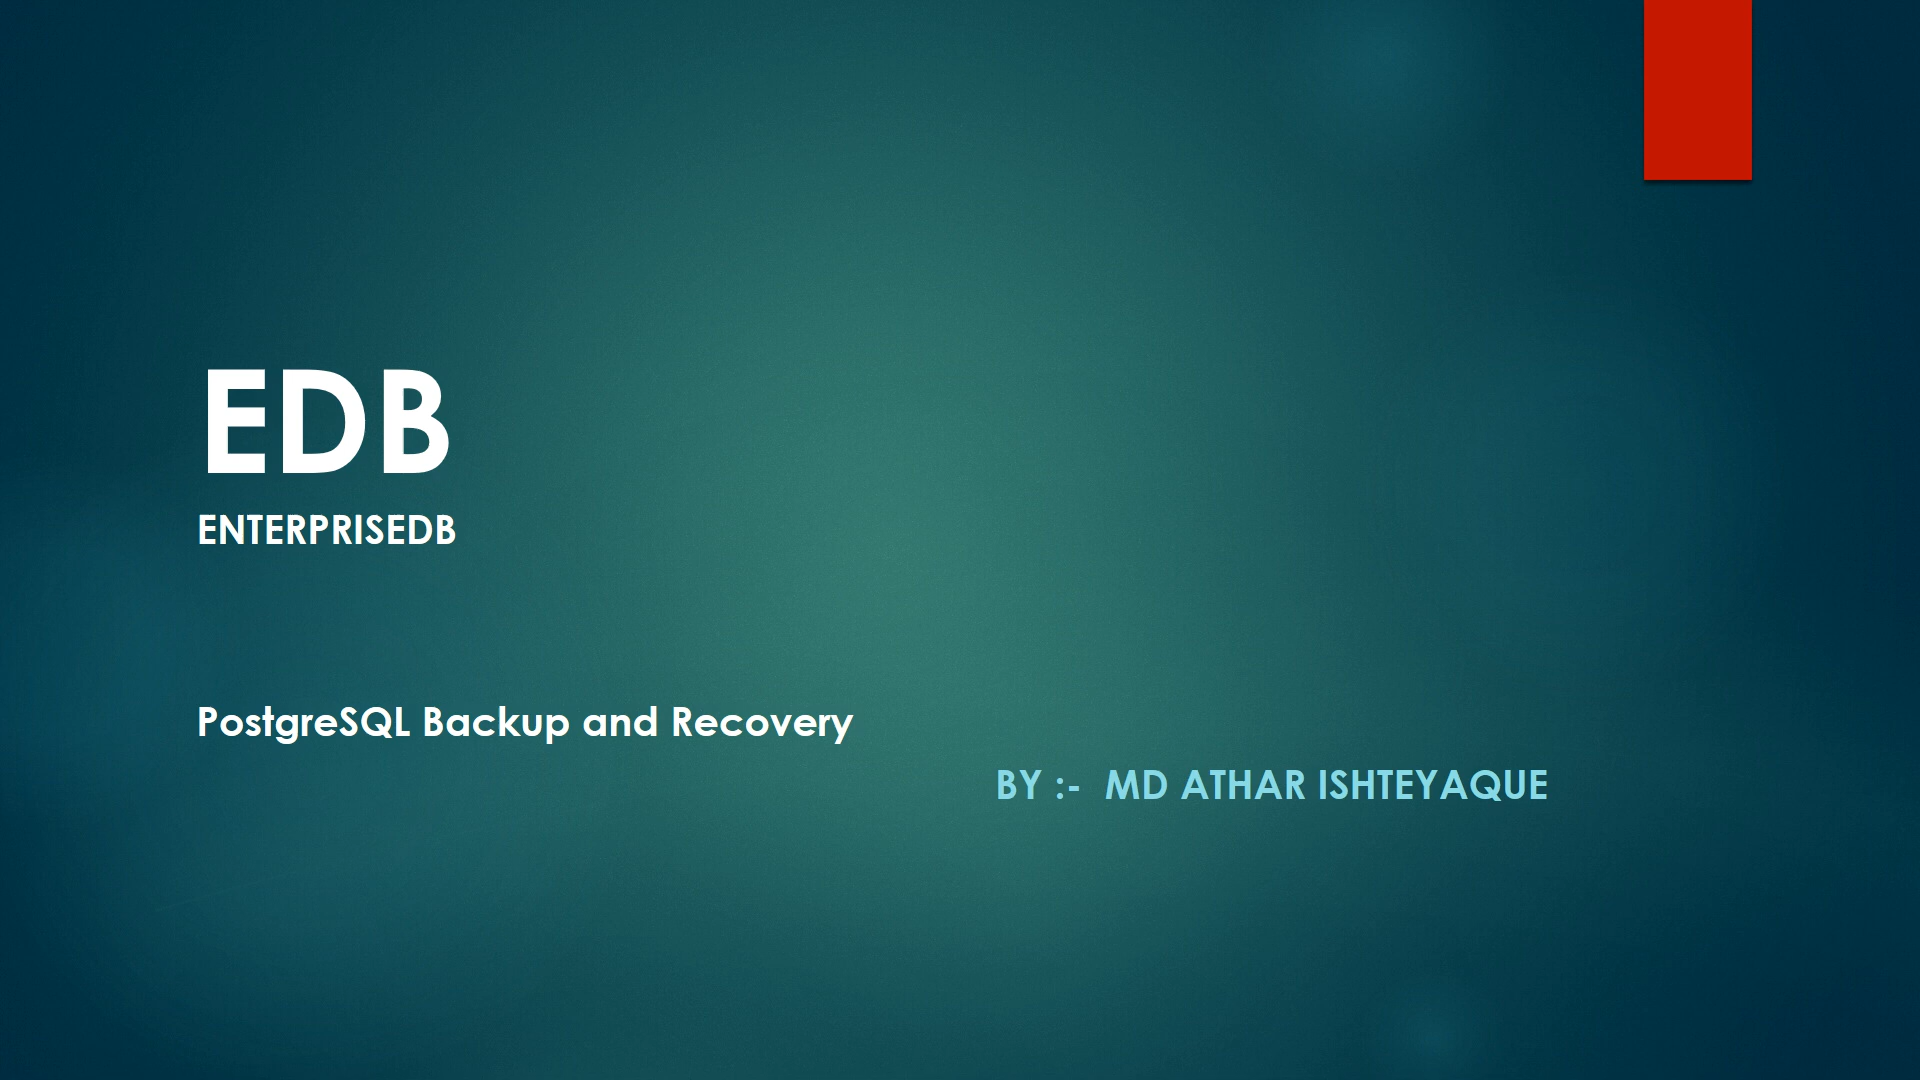 EDB
ENTERPRISEDB
PostgreSQL Backup and Recovery
BY :-  MD ATHAR ISHTEYAQUE